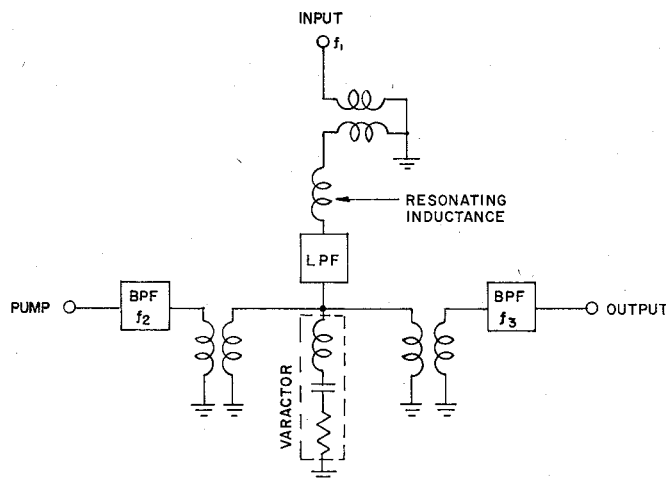 INPUT
f₁
RESONATING
INDUCTANCE
LPF
PUMP
BPF
f₂
BPF
f₃
OUTPUT
VARACTOR